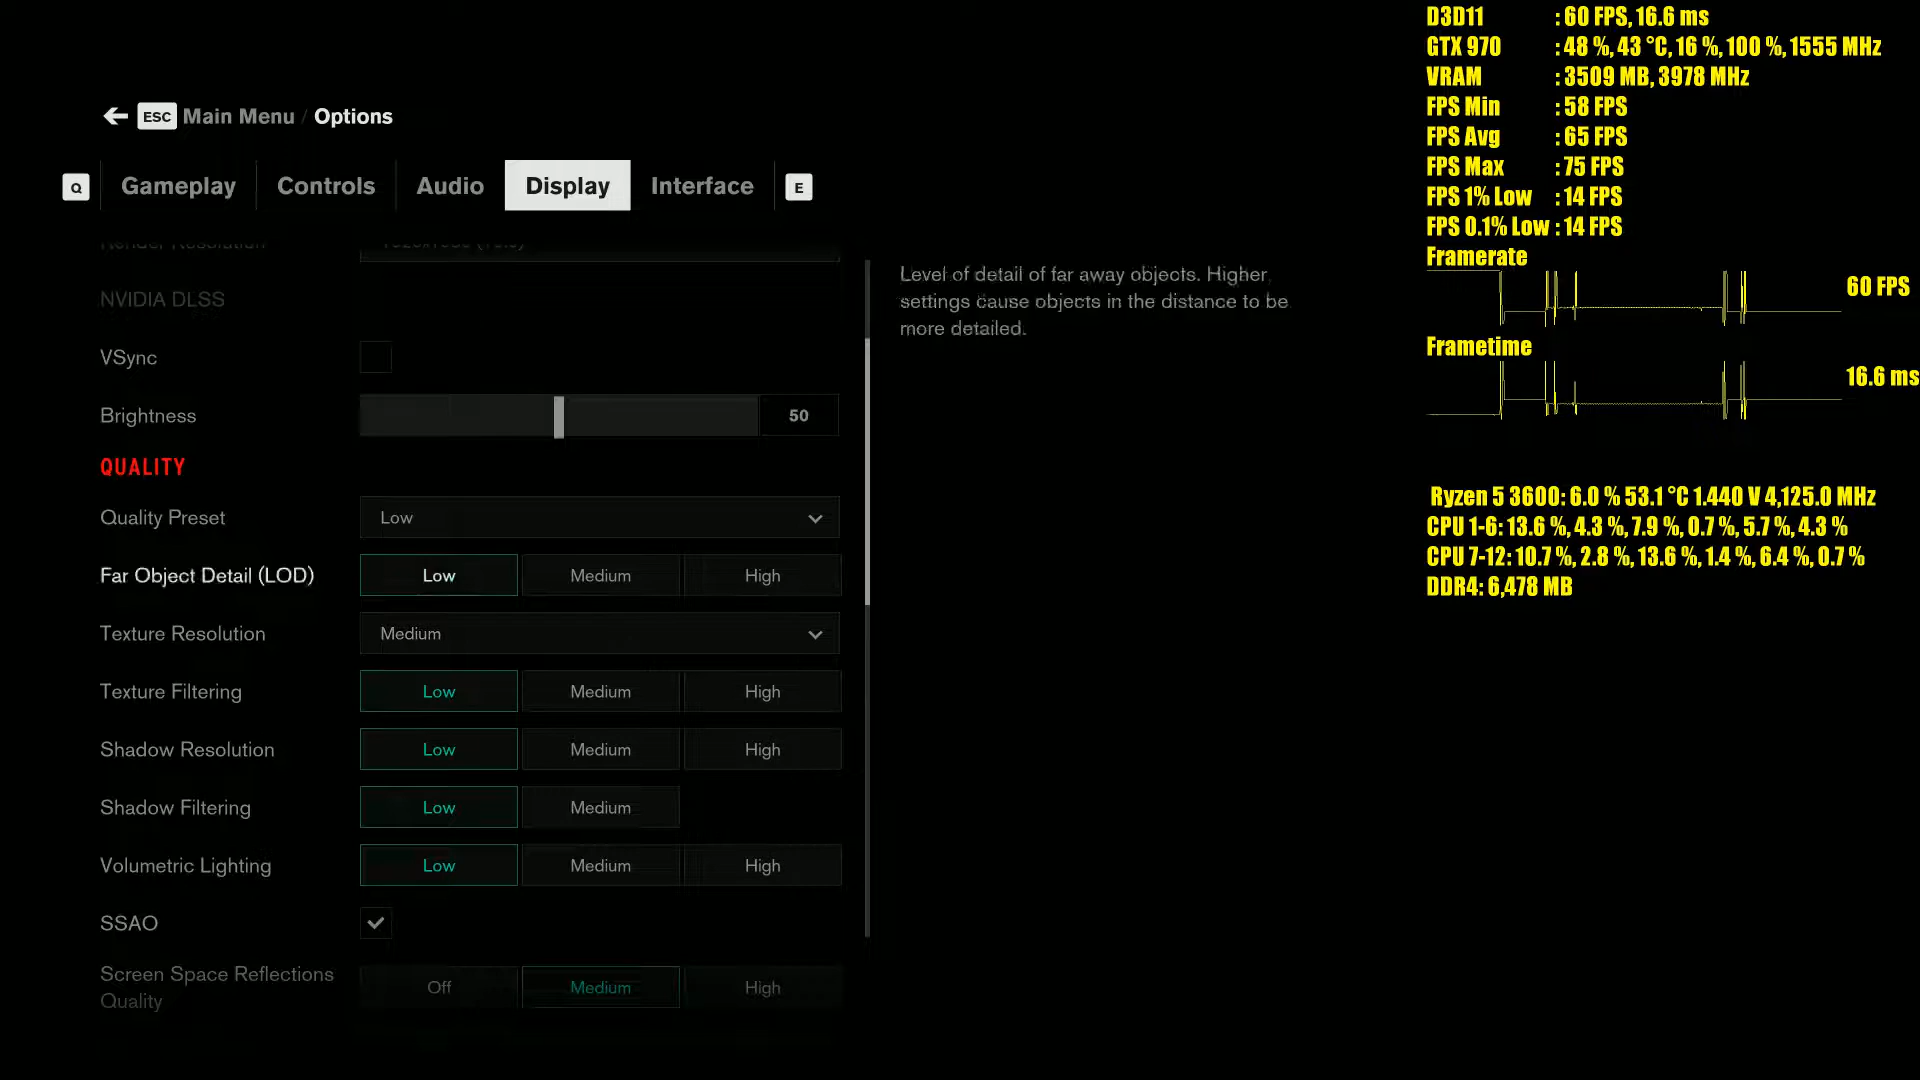 ESC Main Menu / Options
Q Gameplay Controls Audio Display Interface E
Render Resolution
NVIDIA DLSS
VSync
Brightness 50
QUALITY
Quality Preset Low
Far Object Detail (LOD) Low Medium High
Texture Resolution Medium
Texture Filtering Low Medium High
Shadow Resolution Low Medium High
Shadow Filtering Low Medium
Volumetric Lighting Low Medium High
SSAO
Screen Space Reflections
Quality Off Medium High
Level of detail of far away objects. Higher
settings cause objects in the distance to be
more detailed.
D3D11 : 60 FPS, 16.6 ms
GTX 970 : 48 %, 43 °C, 16 %, 100 %, 1555 MHz
VRAM : 3509 MB, 3978 MHz
FPS Min : 58 FPS
FPS Avg : 65 FPS
FPS Max : 75 FPS
FPS 1% Low : 14 FPS
FPS 0.1% Low : 14 FPS
Framerate
60 FPS
Frametime
16.6 ms
Ryzen 5 3600: 6.0 % 53.1 °C 1.440 V 4,125.0 MHz
CPU 1-6: 13.6 %, 4.3 %, 7.9 %, 0.7 %, 5.7 %, 4.3 %
CPU 7-12: 10.7 %, 2.8 %, 13.6 %, 1.4 %, 6.4 %, 0.7 %
DDR4: 6,478 MB